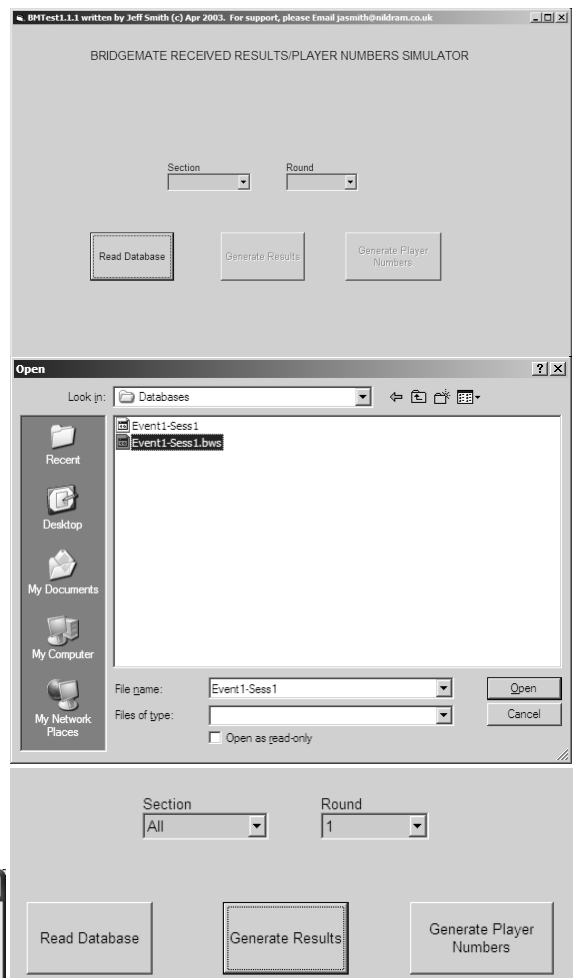 BMTest1.1.1 written by Jeff Smith (c) Apr 2003. For support, please Email jasmith@nildram.co.uk
BRIDGEMATE RECEIVED RESULTS/PLAYER NUMBERS SIMULATOR
Section Round
Read Database Generate Results Generate Player
Numbers
Open
Look in: Databases
Event1-Sess1
Event1-Sess1.bws
Recent
Desktop
My Documents
My Computer
My Network
Places
File name: Event1-Sess1 Open
Files of type: Cancel
Open as read-only
Section Round
All 1
Read Database Generate Results Generate Player
Numbers